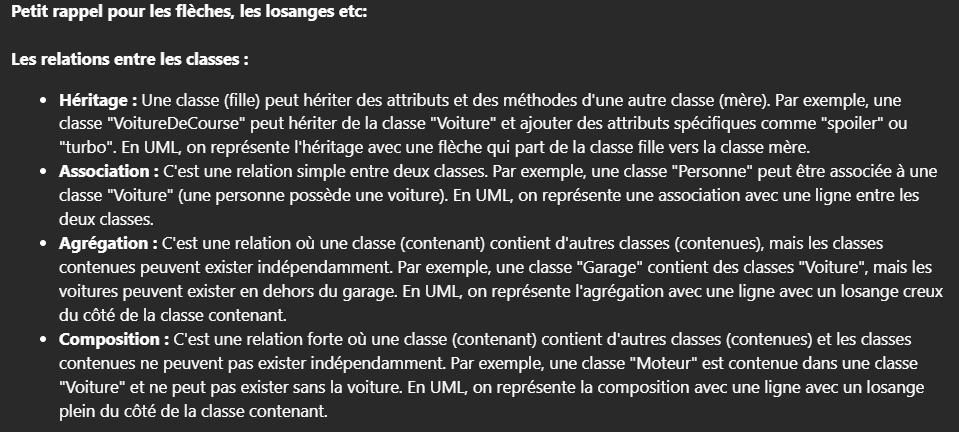 Petit rappel pour les flèches, les losanges etc:
Les relations entre les classes :
• Héritage : Une classe (fille) peut hériter des attributs et des méthodes d'une autre classe (mère). Par exemple, une
classe "VoitureDeCourse" peut hériter de la classe "Voiture" et ajouter des attributs spécifiques comme "spoiler" ou
"turbo". En UML, on représente l'héritage avec une flèche qui part de la classe fille vers la classe mère.
• Association : C'est une relation simple entre deux classes. Par exemple, une classe "Personne" peut être associée à une
classe "Voiture" (une personne possède une voiture). En UML, on représente une association avec une ligne entre les
deux classes.
• Agrégation : C'est une relation où une classe (contenant) contient d'autres classes (contenues), mais les classes
contenues peuvent exister indépendamment. Par exemple, une classe "Garage" contient des classes "Voiture", mais les
voitures peuvent exister en dehors du garage. En UML, on représente l'agrégation avec une ligne avec un losange creux
du côté de la classe contenant.
• Composition : C'est une relation forte où une classe (contenant) contient d'autres classes (contenues) et les classes
contenues ne peuvent pas exister indépendamment. Par exemple, une classe "Moteur" est contenue dans une classe
"Voiture" et ne peut pas exister sans la voiture. En UML, on représente la composition avec une ligne avec un losange
plein du côté de la classe contenant.